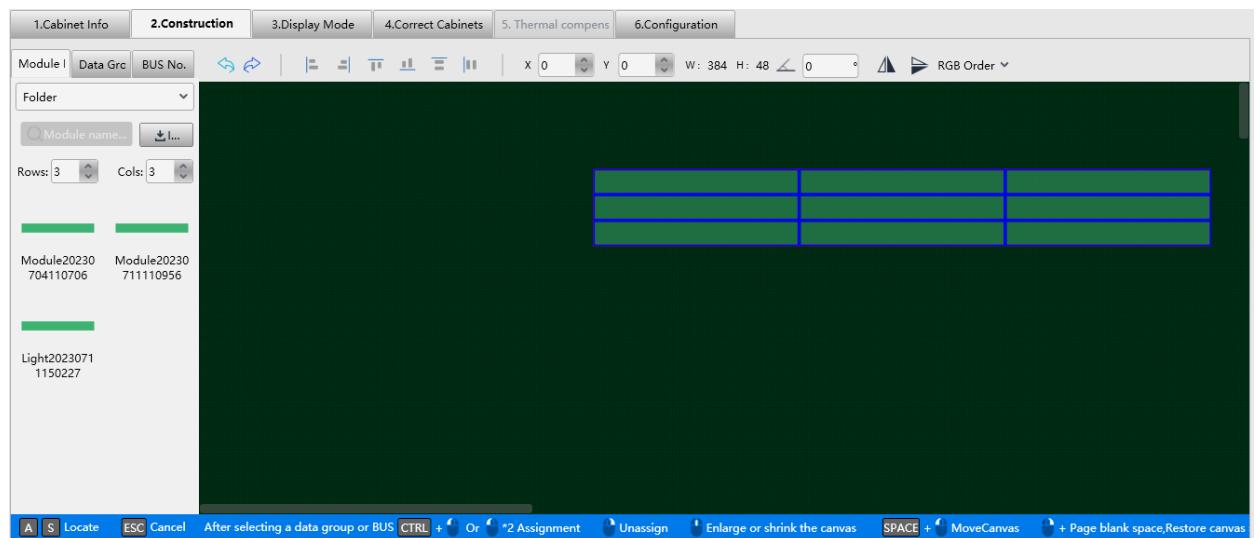 1.Cabinet Info 2.Construction 3.Display Mode 4.Correct Cabinets 5. Thermal compens 6.Configuration
Module I Data Grc BUS No. X 0 Y 0 W: 384 H: 48 0 ° RGB Order
Folder
Module name... I...
Rows: 3 Cols: 3
Module20230
704110706
Module20230
711110956
Light2023071
1150227
A S Locate ESC Cancel After selecting a data group or BUS CTRL + Or *2 Assignment Unassign Enlarge or shrink the canvas SPACE + MoveCanvas + Page blank space,Restore canvas